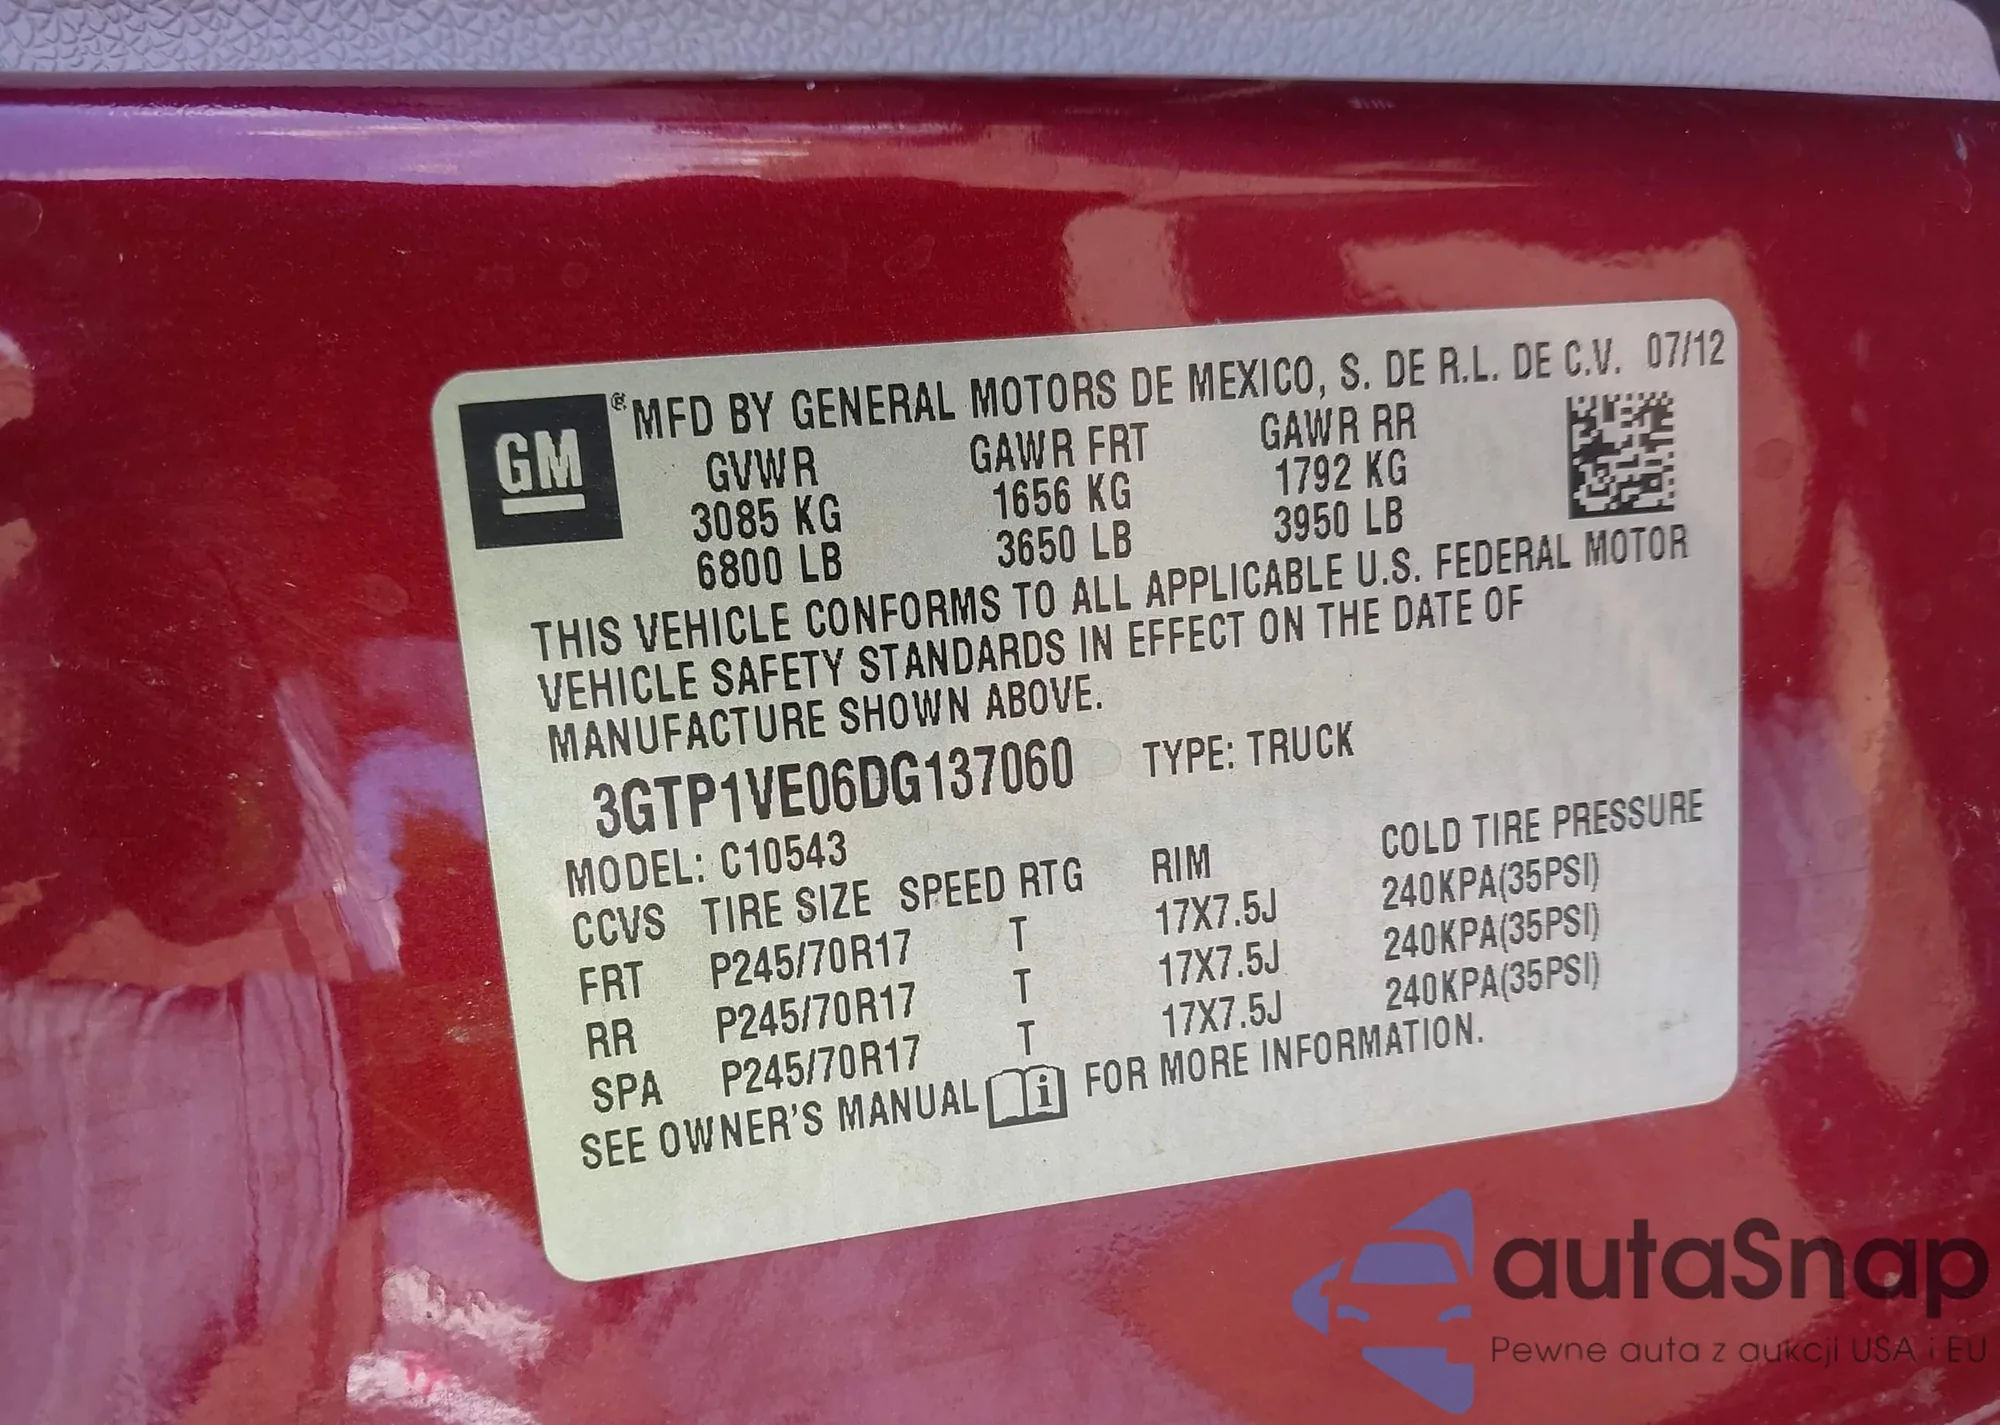 GM
® MFD BY GENERAL MOTORS DE MEXICO, S. DE R.L. DE C.V. 07/12
GVWR GAWR FRT GAWR RR
3085 KG 1656 KG 1792 KG
6800 LB 3650 LB 3950 LB
THIS VEHICLE CONFORMS TO ALL APPLICABLE U.S. FEDERAL MOTOR
VEHICLE SAFETY STANDARDS IN EFFECT ON THE DATE OF
MANUFACTURE SHOWN ABOVE.
3GTP1VE06DG137060 TYPE: TRUCK
MODEL: C10543
CCVS TIRE SIZE SPEED RTG RIM COLD TIRE PRESSURE
FRT P245/70R17 T 17X7.5J 240KPA(35PSI)
RR P245/70R17 T 17X7.5J 240KPA(35PSI)
SPA P245/70R17 T 17X7.5J 240KPA(35PSI)
SEE OWNER'S MANUAL i FOR MORE INFORMATION.
autaSnap
Pewne auta z aukcji USA i EU